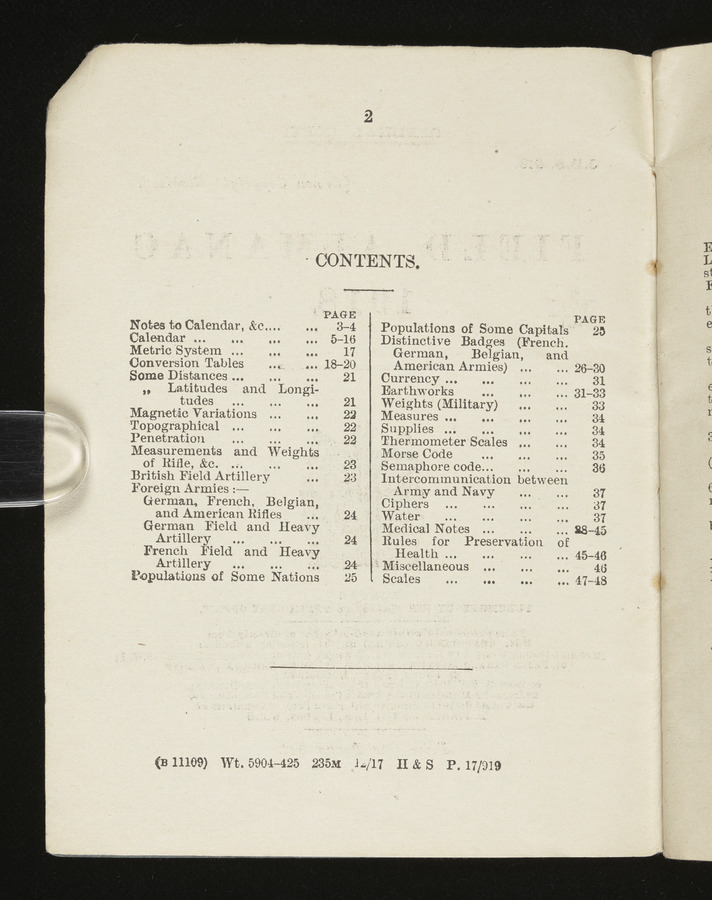 2
CONTENTS.
PAGE
Notes to Calendar, &c.... ... 3-4
Calendar ... ... ... ... 5-16
Metric System ... ... ... 17
Conversion Tables ... ... 18-20
Some Distances ... ... ... 21
„ Latitudes and Longi-
tudes ... ... ... 21
Magnetic Variations ... ... 22
Topographical ... ... ... 22
Penetration ... ... ... 22
Measurements and Weights
of Rifle, &c. ... ... ... 23
British Field Artillery ... 23
Foreign Armies :—
German, French, Belgian,
and American Rifles ... 24
German Field and Heavy
Artillery ... ... ... 24
French Field and Heavy
Artillery ... ... ... 24
Populations of Some Nations 25
PAGE
Populations of Some Capitals 25
Distinctive Badges (French.
German, Belgian, and
American Armies) ... ... 26-30
Currency ... ... ... ... 31
Earthworks ... ... ... 31-33
Weights (Military) ... ... 33
Measures ... ... ... ... 34
Supplies ... ... ... ... 34
Thermometer Scales ... ... 34
Morse Code ... ... ... 35
Semaphore code... ... ... 36
Intercommunication between
Army and Navy ... ... 37
Ciphers ... ... ... ... 37
Water ... ... ... ... 37
Medical Notes ... ... ... 38-45
Rules for Preservation of
Health ... ... ... ... 45-46
Miscellaneous ... ... ... 46
Scales ... ... ... ... 47-48
(B 11109) Wt. 5904-425 235M 12/17 H & S P. 17/919